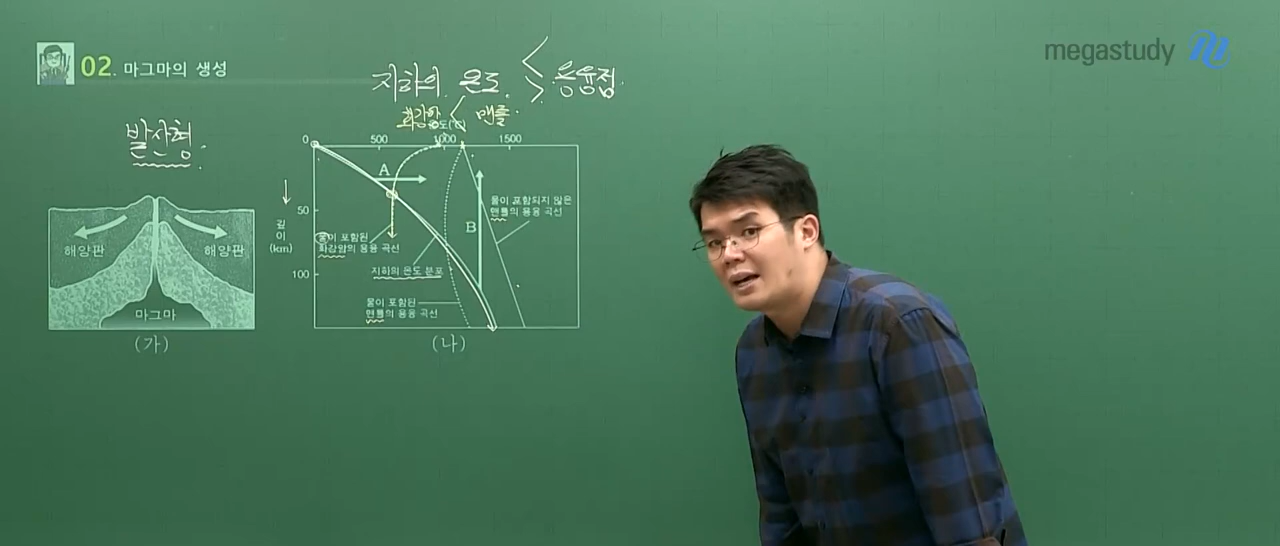 megastudy
02. 마그마의 생성
지하의 온도 < > 용융점
화강암 < 맨틀
발산형
온도(℃)
0 500 1000 1500
A
물이 포함되지 않은
맨틀의 용융 곡선
50
깊이(km)
B
해양판
해양판
물이 포함된
화강암의 용융 곡선
지하의 온도 분포
100
물이 포함된
맨틀의 용융 곡선
마그마
(가)
(나)